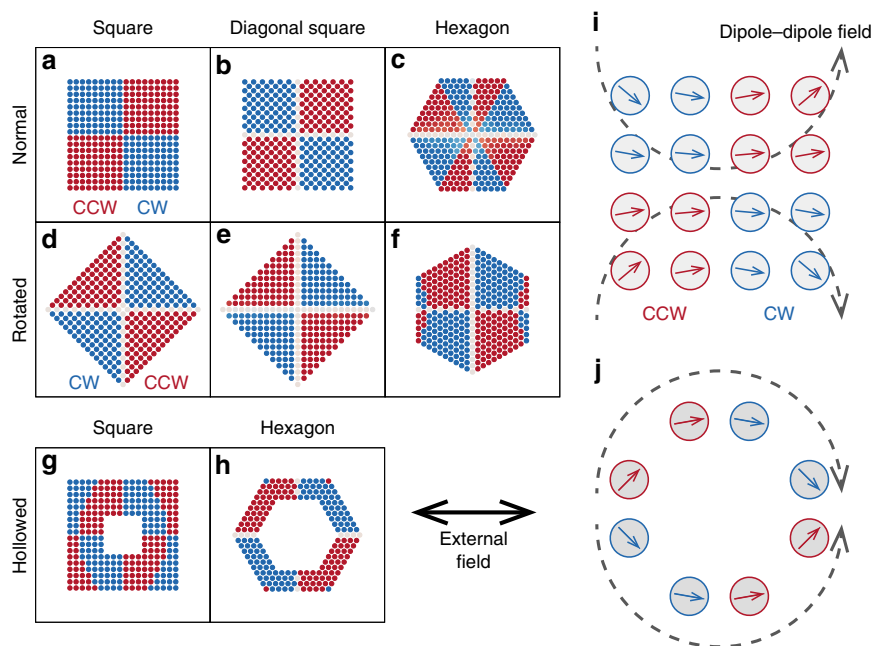 Square
Diagonal square
Hexagon
Normal
a
b
c
CCW
CW
Rotated
d
e
f
CW
CCW
Square
Hexagon
Hollowed
g
h
External
field
i
Dipole–dipole field
CCW
CW
j